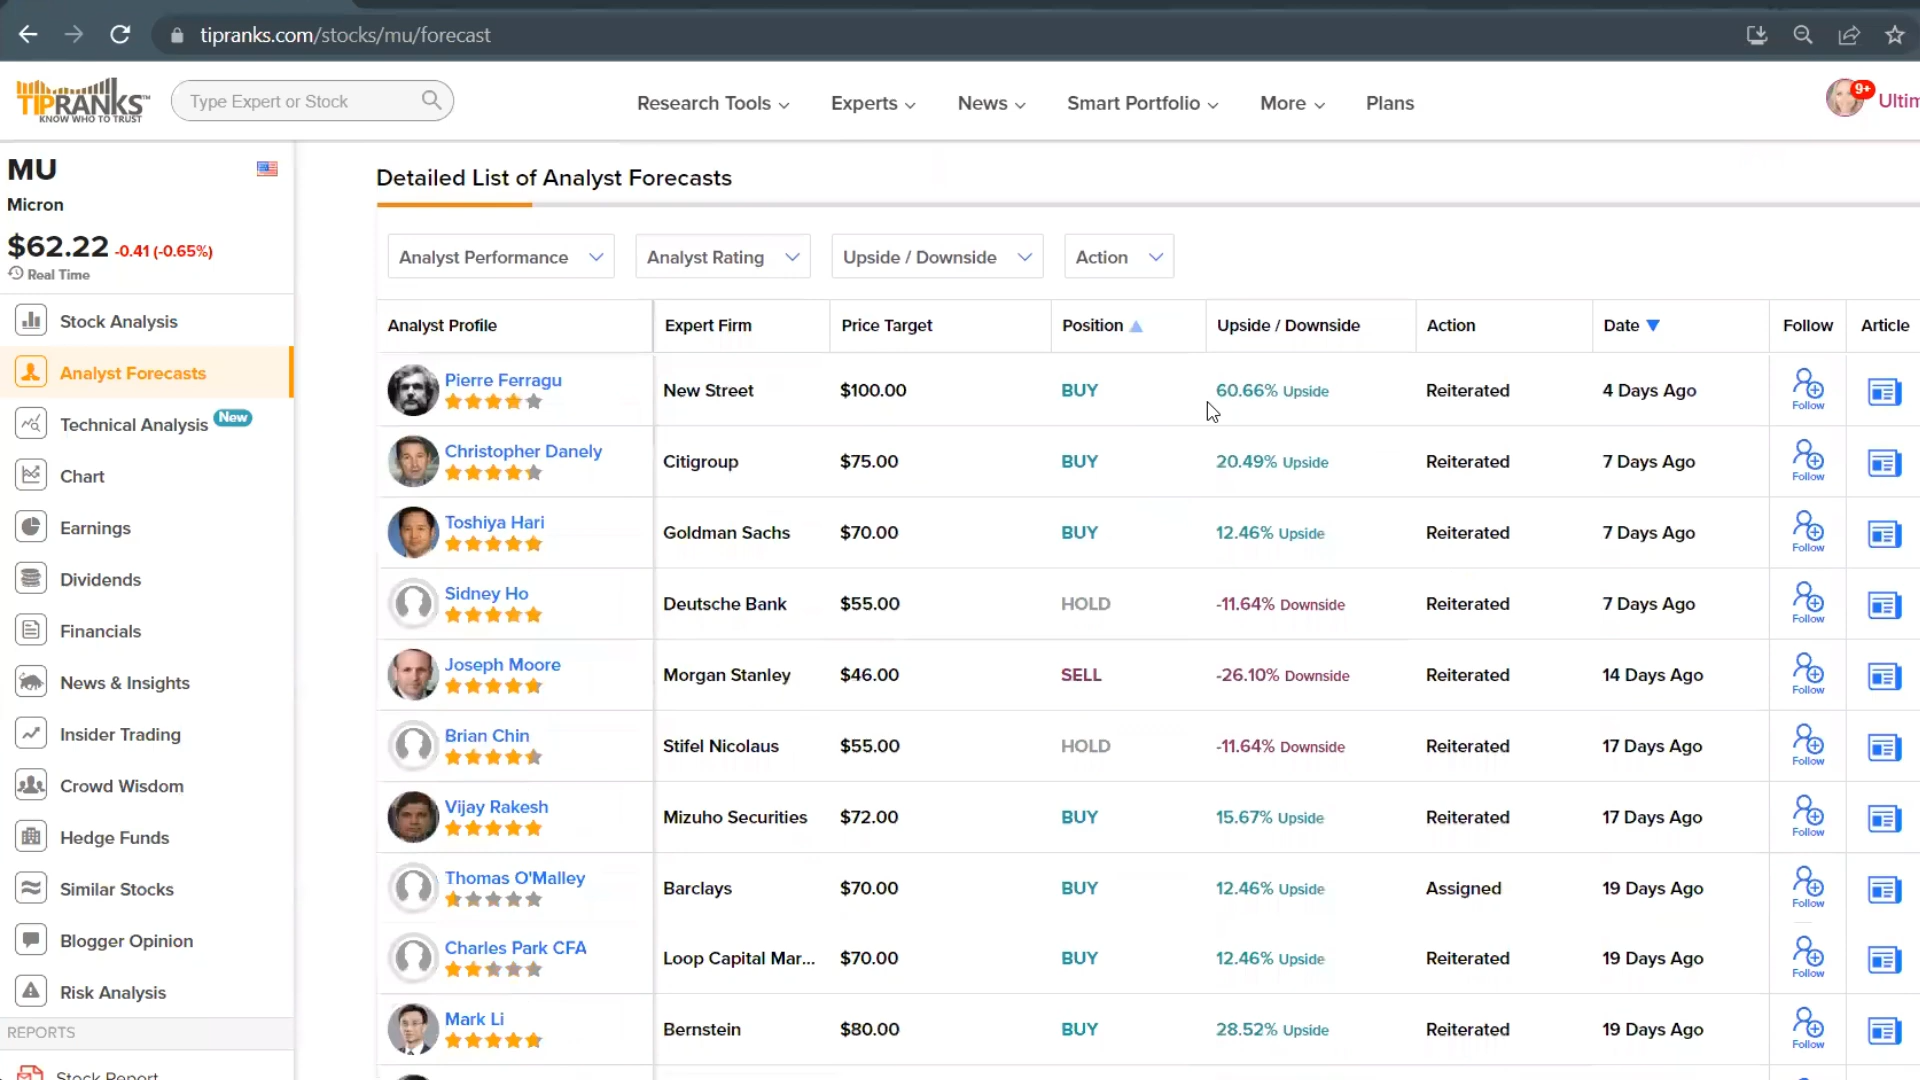 tipranks.com/stocks/mu/forecast
TIPRANKS™
KNOW WHO TO TRUST
Type Expert or Stock
Research Tools
Experts
News
Smart Portfolio
More
Plans
9+
Ultim
MU
Micron
$62.22 -0.41 (-0.65%)
Real Time
Stock Analysis
Analyst Forecasts
Technical Analysis New
Chart
Earnings
Dividends
Financials
News & Insights
Insider Trading
Crowd Wisdom
Hedge Funds
Similar Stocks
Blogger Opinion
Risk Analysis
REPORTS
Stock Report
Detailed List of Analyst Forecasts
Analyst Performance Analyst Rating Upside / Downside Action
Analyst Profile Expert Firm Price Target Position Upside / Downside Action Date Follow Article
Pierre Ferragu New Street $100.00 BUY 60.66% Upside Reiterated 4 Days Ago Follow
Christopher Danely Citigroup $75.00 BUY 20.49% Upside Reiterated 7 Days Ago Follow
Toshiya Hari Goldman Sachs $70.00 BUY 12.46% Upside Reiterated 7 Days Ago Follow
Sidney Ho Deutsche Bank $55.00 HOLD -11.64% Downside Reiterated 7 Days Ago Follow
Joseph Moore Morgan Stanley $46.00 SELL -26.10% Downside Reiterated 14 Days Ago Follow
Brian Chin Stifel Nicolaus $55.00 HOLD -11.64% Downside Reiterated 17 Days Ago Follow
Vijay Rakesh Mizuho Securities $72.00 BUY 15.67% Upside Reiterated 17 Days Ago Follow
Thomas O'Malley Barclays $70.00 BUY 12.46% Upside Assigned 19 Days Ago Follow
Charles Park CFA Loop Capital Mar... $70.00 BUY 12.46% Upside Reiterated 19 Days Ago Follow
Mark Li Bernstein $80.00 BUY 28.52% Upside Reiterated 19 Days Ago Follow